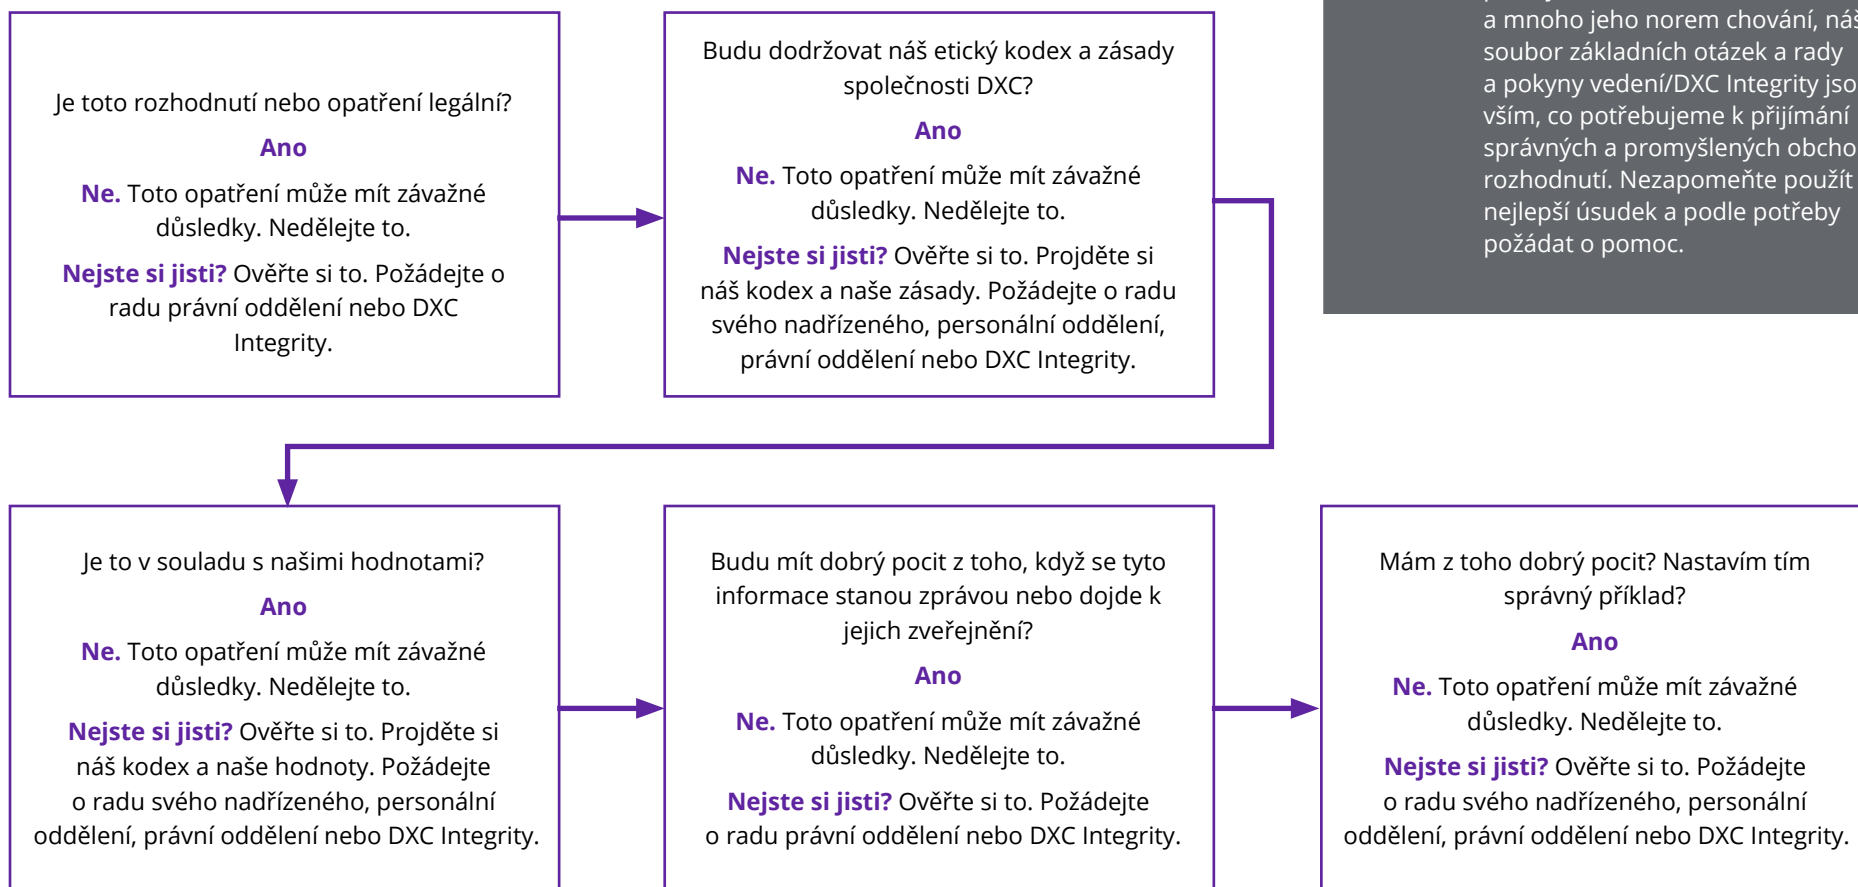 Je toto rozhodnutí nebo opatření legální?
Ano
Ne. Toto opatření může mít závažné
důsledky. Nedělejte to.
Nejste si jisti? Ověřte si to. Požádejte o
radu právní oddělení nebo DXC
Integrity.
Budu dodržovat náš etický kodex a zásady
společnosti DXC?
Ano
Ne. Toto opatření může mít závažné
důsledky. Nedělejte to.
Nejste si jisti? Ověřte si to. Projděte si
náš kodex a naše zásady. Požádejte o radu
svého nadřízeného, personální oddělení,
právní oddělení nebo DXC Integrity.
a mnoho jeho norem chování,
soubor základních otázek a rady
a pokyny vedení/DXC Integrity
vším, co potřebujeme k přijímání
správných a promyšlených
rozhodnutí. Nezapomeňte použít
nejlepší úsudek a podle potřeby
požádat o pomoc.
Je to v souladu s našimi hodnotami?
Ano
Ne. Toto opatření může mít závažné
důsledky. Nedělejte to.
Nejste si jisti? Ověřte si to. Projděte si
náš kodex a naše hodnoty. Požádejte
o radu svého nadřízeného, personální
oddělení, právní oddělení nebo DXC Integrity.
Budu mít dobrý pocit z toho, když se tyto
informace stanou zprávou nebo dojde k
jejich zveřejnění?
Ano
Ne. Toto opatření může mít závažné
důsledky. Nedělejte to.
Nejste si jisti? Ověřte si to. Požádejte
o radu právní oddělení nebo DXC Integrity.
Mám z toho dobrý pocit? Nastavím tím
správný příklad?
Ano
Ne. Toto opatření může mít závažné
důsledky. Nedělejte to.
Nejste si jisti? Ověřte si to. Požádejte
o radu svého nadřízeného, personální
oddělení, právní oddělení nebo DXC Integrity.